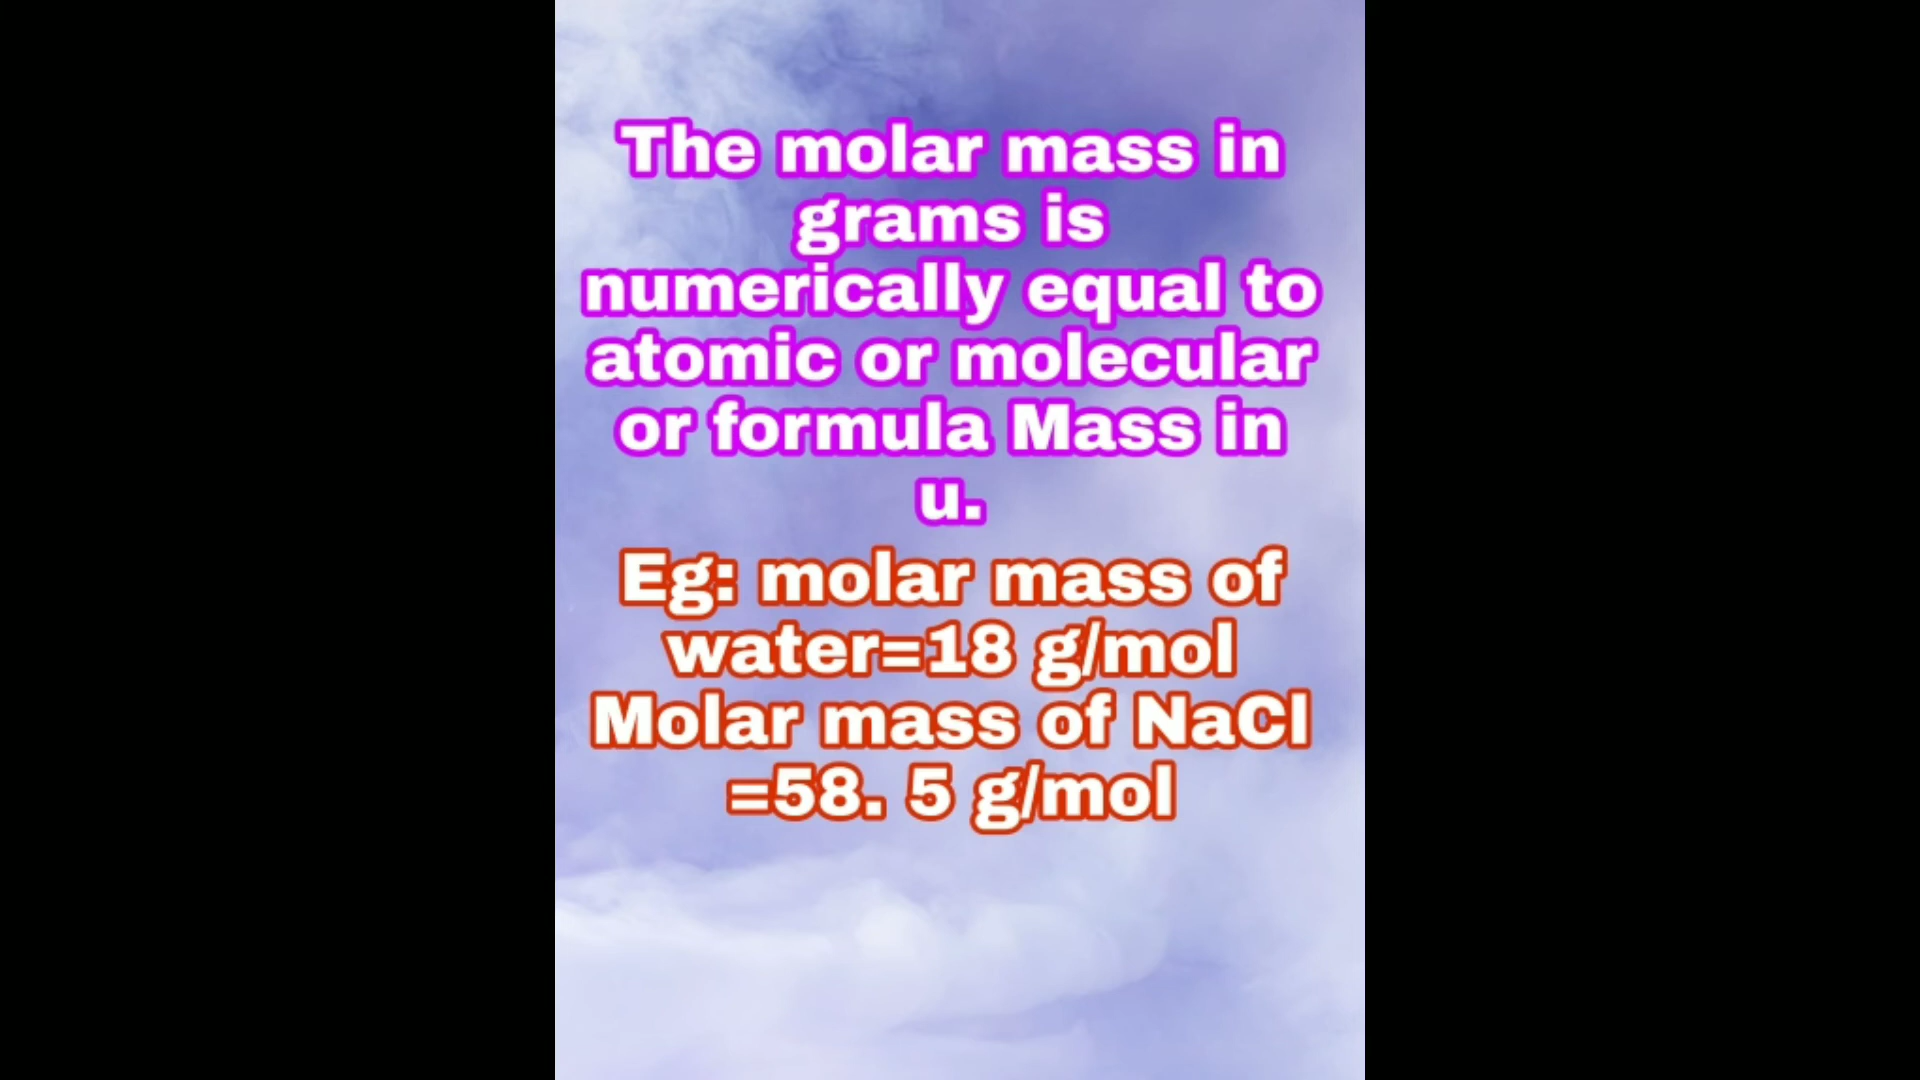 The molar mass in
grams is
numerically equal to
atomic or molecular
or formula Mass in
u.
Eg: molar mass of
water=18 g/mol
Molar mass of NaCl
=58. 5 g/mol